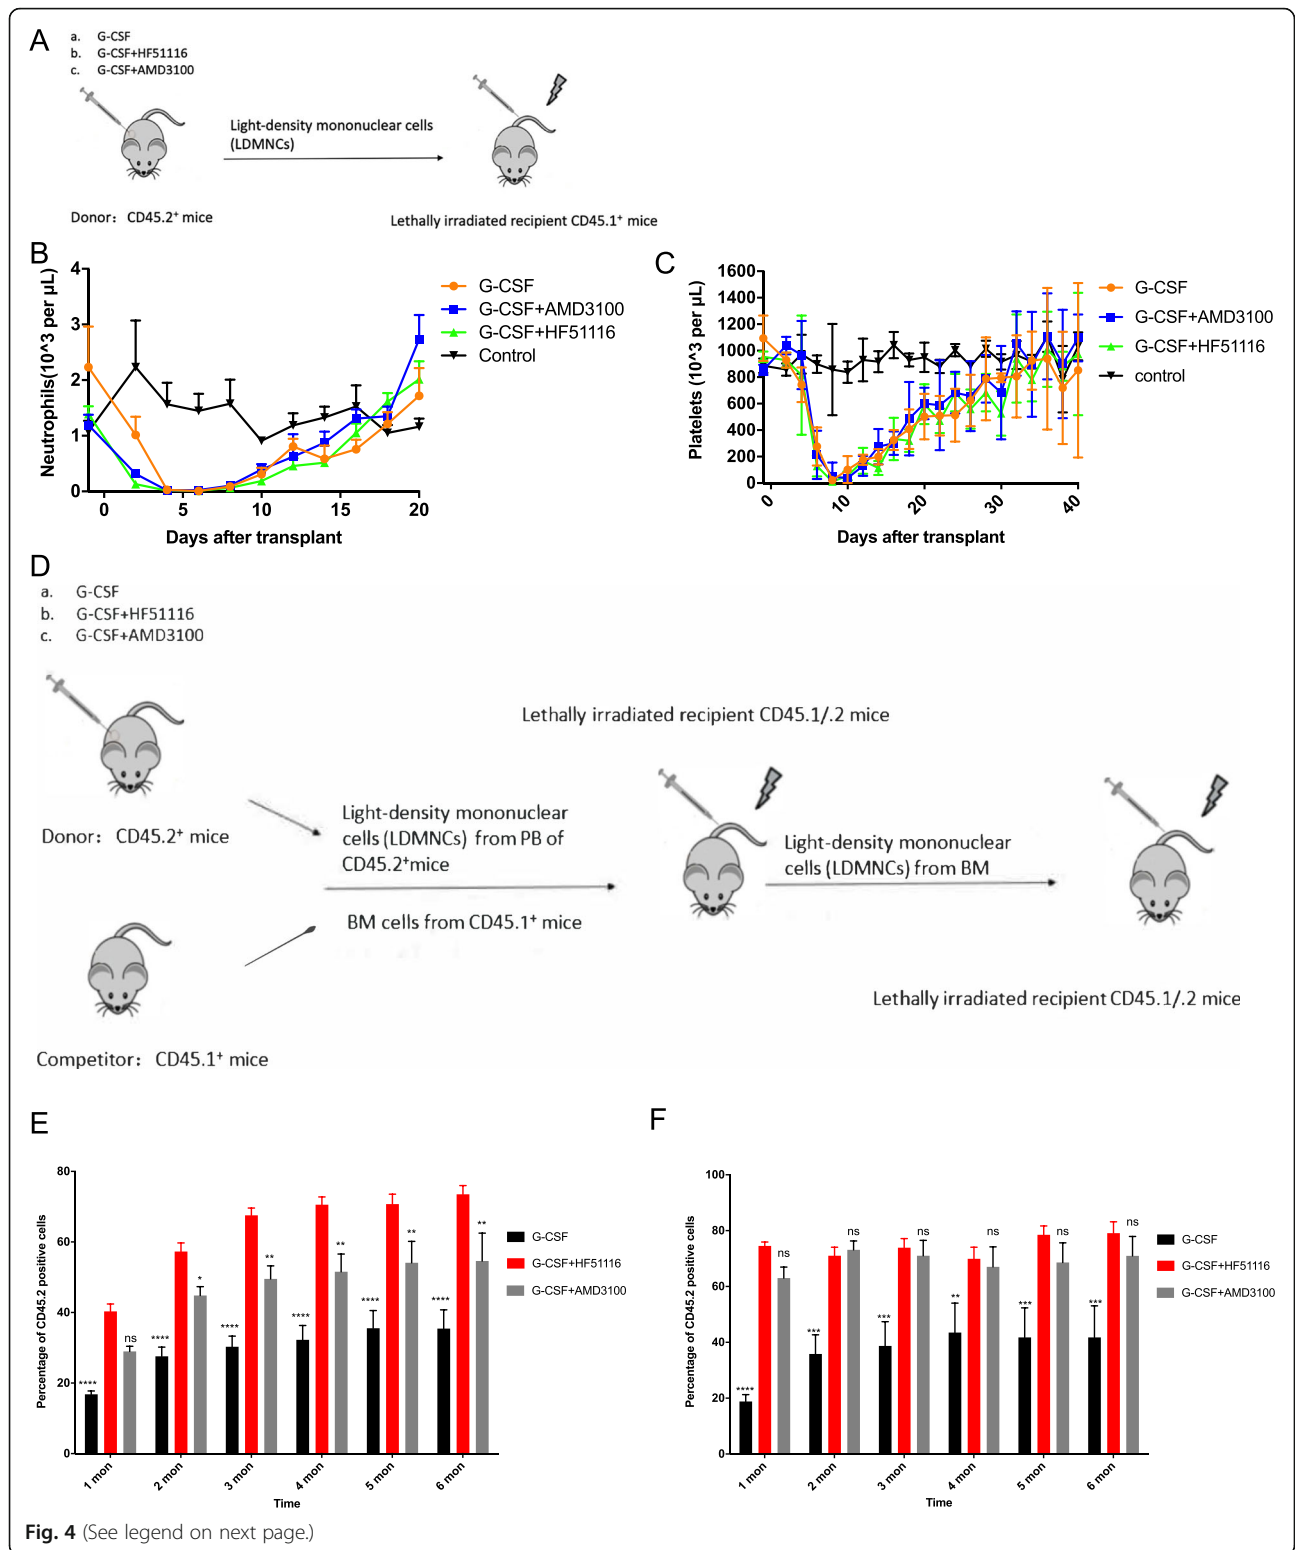 A
a. G-CSF
b. G-CSF+HF51116
c. G-CSF+AMD3100
Light-density mononuclear cells
(LDMNCs)
Donor: CD45.2+ mice
Lethally irradiated recipient CD45.1+ mice
B
Neutrophils(10^3 per µL)
4
3
2
1
0
0 5 10 15 20
Days after transplant
G-CSF
G-CSF+AMD3100
G-CSF+HF51116
Control
C
Platelets (10^3 per µL)
1600
1400
1200
1000
800
600
400
200
0
0 10 20 30 40
Days after transplant
G-CSF
G-CSF+AMD3100
G-CSF+HF51116
control
D
a. G-CSF
b. G-CSF+HF51116
c. G-CSF+AMD3100
Lethally irradiated recipient CD45.1/.2 mice
Donor: CD45.2+ mice
Light-density mononuclear
cells (LDMNCs) from PB of
CD45.2+mice
BM cells from CD45.1+ mice
Light-density mononuclear
cells (LDMNCs) from BM
Lethally irradiated recipient CD45.1/.2 mice
Competitor: CD45.1+ mice
E
Percentage of CD45.2 positive cells
80
60
40
20
0
**** ns
**** *
**** **
**** **
**** **
**** **
1 mon 2 mon 3 mon 4 mon 5 mon 6 mon
Time
G-CSF
G-CSF+HF51116
G-CSF+AMD3100
F
Percentage of CD45.2 positive cells
100
80
60
40
20
0
**** ns
*** ns
*** ns
** ns
*** ns
*** ns
1 mon 2 mon 3 mon 4 mon 5 mon 6 mon
Time
G-CSF
G-CSF+HF51116
G-CSF+AMD3100
Fig. 4 (See legend on next page.)